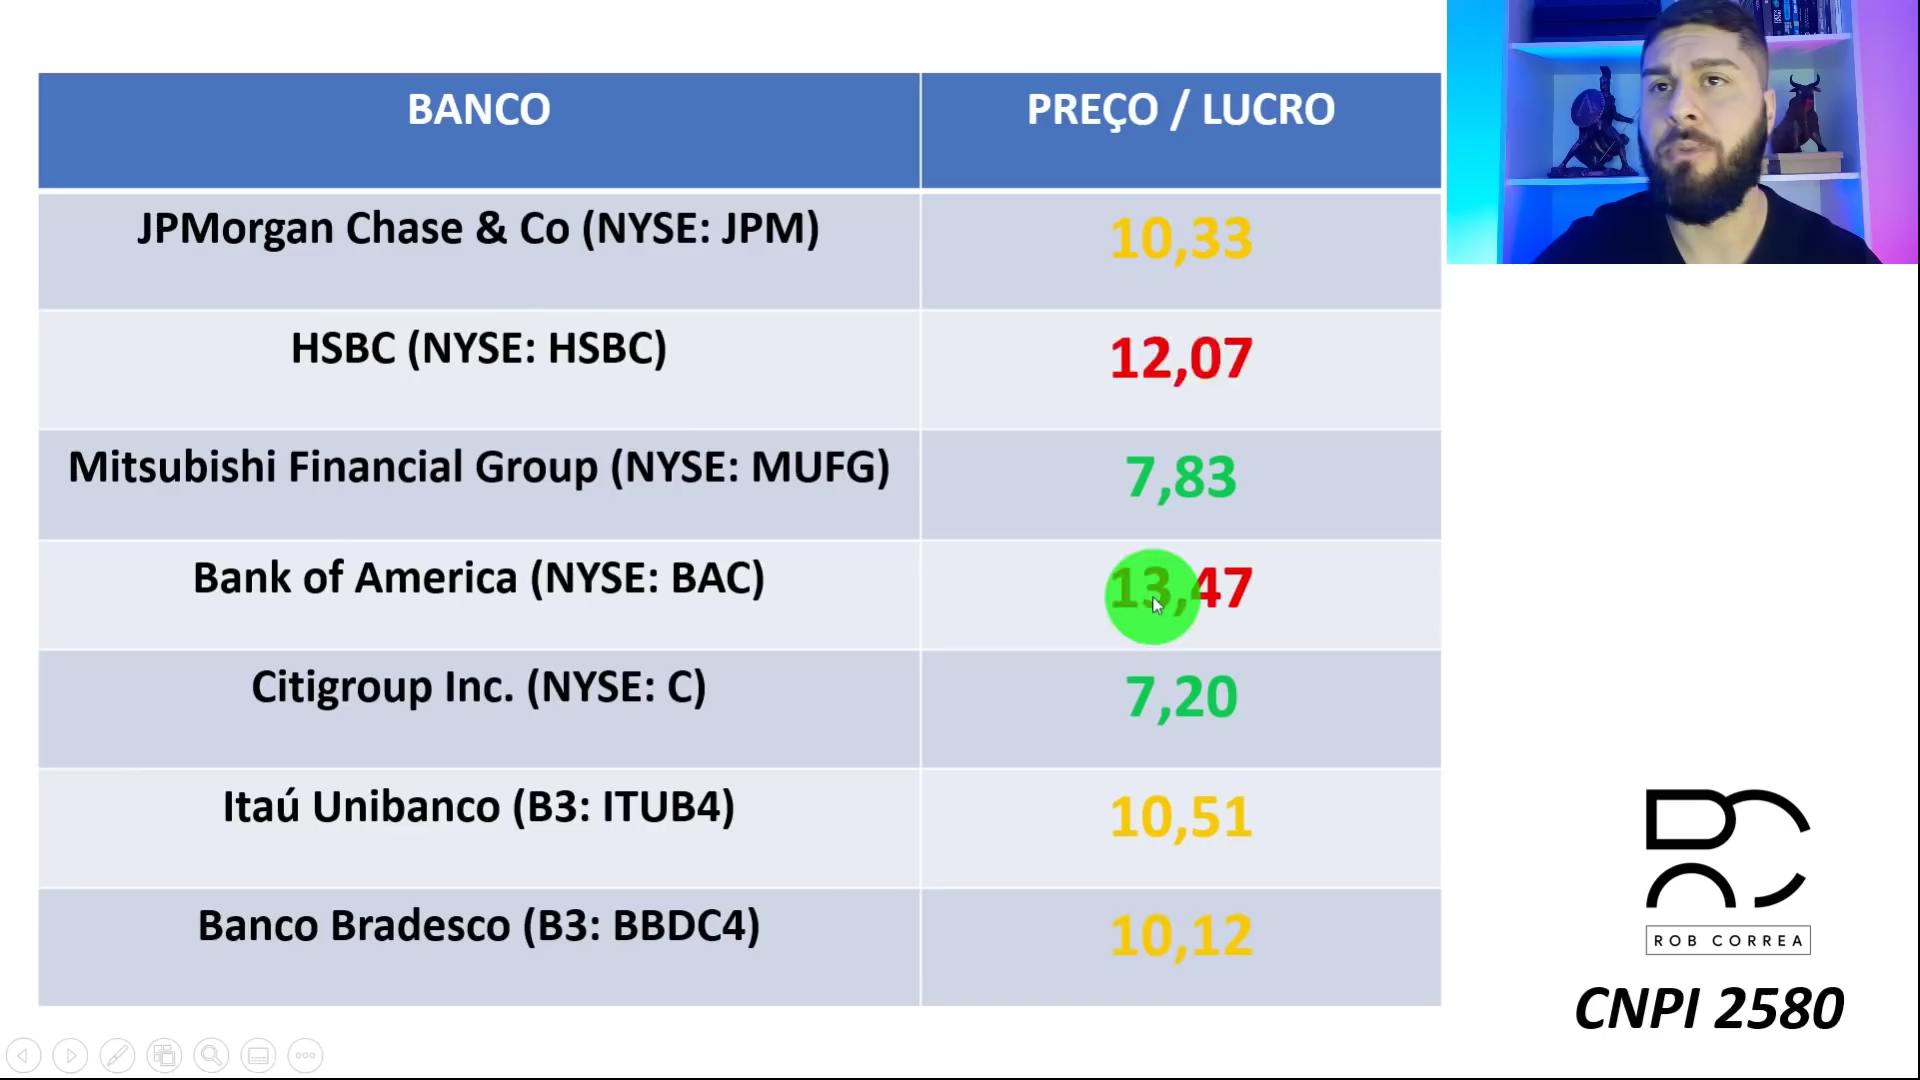 BANCO PREÇO / LUCRO
JPMorgan Chase & Co (NYSE: JPM) 10,33
HSBC (NYSE: HSBC) 12,07
Mitsubishi Financial Group (NYSE: MUFG) 7,83
Bank of America (NYSE: BAC) 13,47
Citigroup Inc. (NYSE: C) 7,20
Itaú Unibanco (B3: ITUB4) 10,51
Banco Bradesco (B3: BBDC4) 10,12
ROB CORREA
CNPI 2580